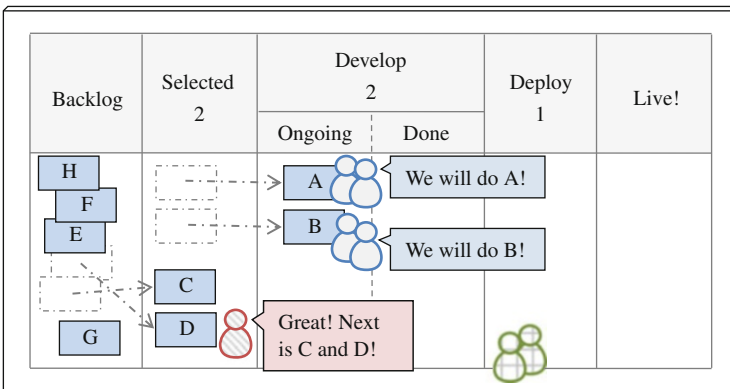 Backlog
Selected
2
Develop
2
Ongoing
Done
Deploy
1
Live!
H
F
E
G
C
D
A
B
We will do A!
We will do B!
Great! Next
is C and D!